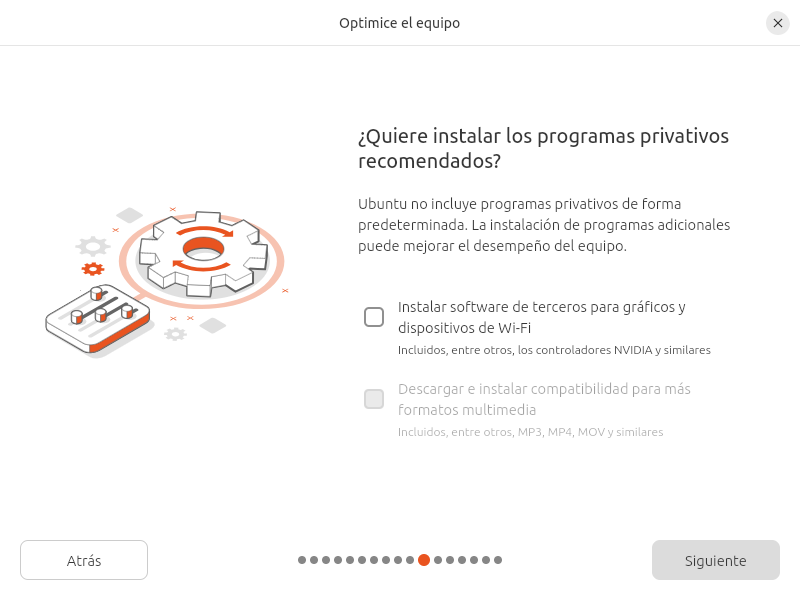 Optimice el equipo
¿Quiere instalar los programas privativos
recomendados?
Ubuntu no incluye programas privativos de forma
predeterminada. La instalación de programas adicionales
puede mejorar el desempeño del equipo.
Instalar software de terceros para gráficos y
dispositivos de Wi-Fi
Incluidos, entre otros, los controladores NVIDIA y similares
Descargar e instalar compatibilidad para más
formatos multimedia
Incluidos, entre otros, MP3, MP4, MOV y similares
Atrás
Siguiente